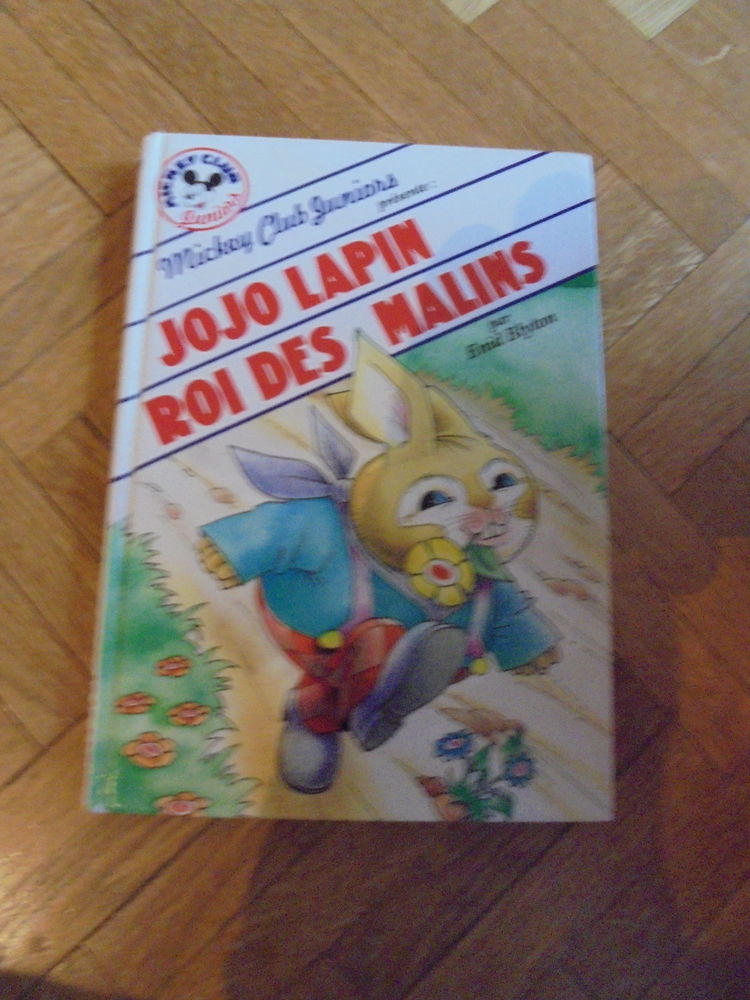 MICKEY CLUB
Juniors
Mickey Club Juniors
présente :
JOJO LAPIN
ROI DES MALINS
par
Enid Blyton